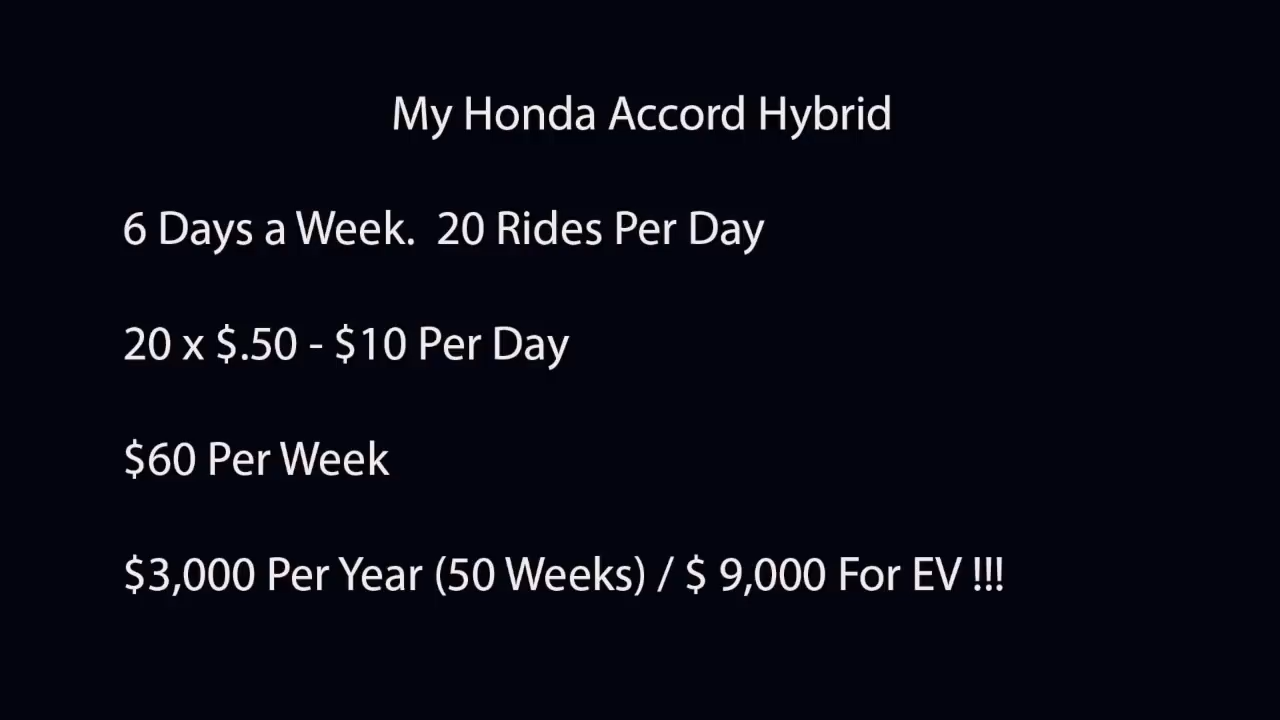 My Honda Accord Hybrid
6 Days a Week.  20 Rides Per Day
20 x $.50 - $10 Per Day
$60 Per Week
$3,000 Per Year (50 Weeks) / $ 9,000 For EV !!!